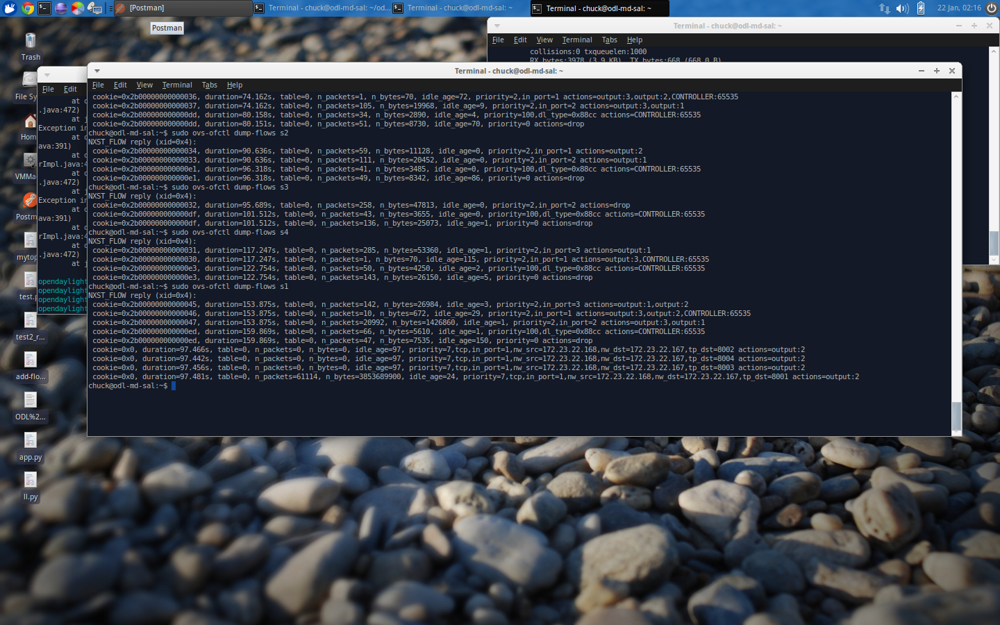 [Postman]
Terminal - chuck@odl-md-sal: ~/od...
Terminal - chuck@odl-md-sal: ~
Terminal - chuck@odl-md-sal: ~
22 Jan, 02:16
Postman
Trash
File Sy
Hom
VMMa
Postm
mytop
test.p
test2_r...
add-flo...
ODL%2...
app.py
ll.py
Terminal - chuck@odl-md-sal: ~
File Edit View Terminal Tabs Help
collisions:0 txqueuelen:1000
RX bytes:3978 (3.9 KB) TX bytes:668 (668.0 B)
File Edit
at o
.java:472)
at j
Exception in
at o
ava:391)
at o
rImpl.java:4
at o
.java:472)
at j
Exception in
at o
ava:391)
at o
rImpl.java:4
at o
.java:472)
at j
opendaylight
opendaylight
opendaylight
opendaylight
Terminal - chuck@odl-md-sal: ~
File Edit View Terminal Tabs Help
cookie=0x2b00000000000036, duration=74.162s, table=0, n_packets=1, n_bytes=70, idle_age=72, priority=2,in_port=1 actions=output:3,output:2,CONTROLLER:65535
cookie=0x2b00000000000037, duration=74.162s, table=0, n_packets=105, n_bytes=19968, idle_age=9, priority=2,in_port=2 actions=output:3,output:1
cookie=0x2b000000000000dd, duration=80.158s, table=0, n_packets=34, n_bytes=2890, idle_age=4, priority=100,dl_type=0x88cc actions=CONTROLLER:65535
cookie=0x2b000000000000dd, duration=80.151s, table=0, n_packets=51, n_bytes=8730, idle_age=70, priority=0 actions=drop
chuck@odl-md-sal:~$ sudo ovs-ofctl dump-flows s2
NXST_FLOW reply (xid=0x4):
cookie=0x2b00000000000034, duration=90.636s, table=0, n_packets=59, n_bytes=11128, idle_age=0, priority=2,in_port=1 actions=output:2
cookie=0x2b00000000000033, duration=90.636s, table=0, n_packets=111, n_bytes=20452, idle_age=0, priority=2,in_port=2 actions=output:1
cookie=0x2b000000000000e1, duration=96.318s, table=0, n_packets=41, n_bytes=3485, idle_age=0, priority=100,dl_type=0x88cc actions=CONTROLLER:65535
cookie=0x2b000000000000e1, duration=96.318s, table=0, n_packets=49, n_bytes=8342, idle_age=86, priority=0 actions=drop
chuck@odl-md-sal:~$ sudo ovs-ofctl dump-flows s3
NXST_FLOW reply (xid=0x4):
cookie=0x2b00000000000032, duration=95.689s, table=0, n_packets=258, n_bytes=47813, idle_age=0, priority=2,in_port=2 actions=drop
cookie=0x2b000000000000df, duration=101.512s, table=0, n_packets=43, n_bytes=3655, idle_age=0, priority=100,dl_type=0x88cc actions=CONTROLLER:65535
cookie=0x2b000000000000df, duration=101.512s, table=0, n_packets=136, n_bytes=25073, idle_age=1, priority=0 actions=drop
chuck@odl-md-sal:~$ sudo ovs-ofctl dump-flows s4
NXST_FLOW reply (xid=0x4):
cookie=0x2b00000000000031, duration=117.247s, table=0, n_packets=285, n_bytes=53360, idle_age=1, priority=2,in_port=3 actions=output:1
cookie=0x2b00000000000030, duration=117.247s, table=0, n_packets=1, n_bytes=70, idle_age=115, priority=2,in_port=1 actions=output:3,CONTROLLER:65535
cookie=0x2b000000000000e3, duration=122.754s, table=0, n_packets=50, n_bytes=4250, idle_age=2, priority=100,dl_type=0x88cc actions=CONTROLLER:65535
cookie=0x2b000000000000e3, duration=122.754s, table=0, n_packets=143, n_bytes=26150, idle_age=5, priority=0 actions=drop
chuck@odl-md-sal:~$ sudo ovs-ofctl dump-flows s1
NXST_FLOW reply (xid=0x4):
cookie=0x2b00000000000045, duration=153.875s, table=0, n_packets=142, n_bytes=26984, idle_age=3, priority=2,in_port=3 actions=output:1,output:2
cookie=0x2b00000000000046, duration=153.875s, table=0, n_packets=10, n_bytes=672, idle_age=29, priority=2,in_port=1 actions=output:3,output:2,CONTROLLER:65535
cookie=0x2b00000000000047, duration=153.875s, table=0, n_packets=20992, n_bytes=1426860, idle_age=1, priority=2,in_port=2 actions=output:3,output:1
cookie=0x2b000000000000ed, duration=159.869s, table=0, n_packets=66, n_bytes=5610, idle_age=1, priority=100,dl_type=0x88cc actions=CONTROLLER:65535
cookie=0x2b000000000000ed, duration=159.869s, table=0, n_packets=47, n_bytes=7535, idle_age=150, priority=0 actions=drop
cookie=0x0, duration=97.466s, table=0, n_packets=0, n_bytes=0, idle_age=97, priority=7,tcp,in_port=1,nw_src=172.23.22.168,nw_dst=172.23.22.167,tp_dst=8002 actions=output:2
cookie=0x0, duration=97.442s, table=0, n_packets=0, n_bytes=0, idle_age=97, priority=7,tcp,in_port=1,nw_src=172.23.22.168,nw_dst=172.23.22.167,tp_dst=8004 actions=output:2
cookie=0x0, duration=97.456s, table=0, n_packets=0, n_bytes=0, idle_age=97, priority=7,tcp,in_port=1,nw_src=172.23.22.168,nw_dst=172.23.22.167,tp_dst=8003 actions=output:2
cookie=0x0, duration=97.481s, table=0, n_packets=61114, n_bytes=3853689900, idle_age=24, priority=7,tcp,in_port=1,nw_src=172.23.22.168,nw_dst=172.23.22.167,tp_dst=8001 actions=output:2
chuck@odl-md-sal:~$